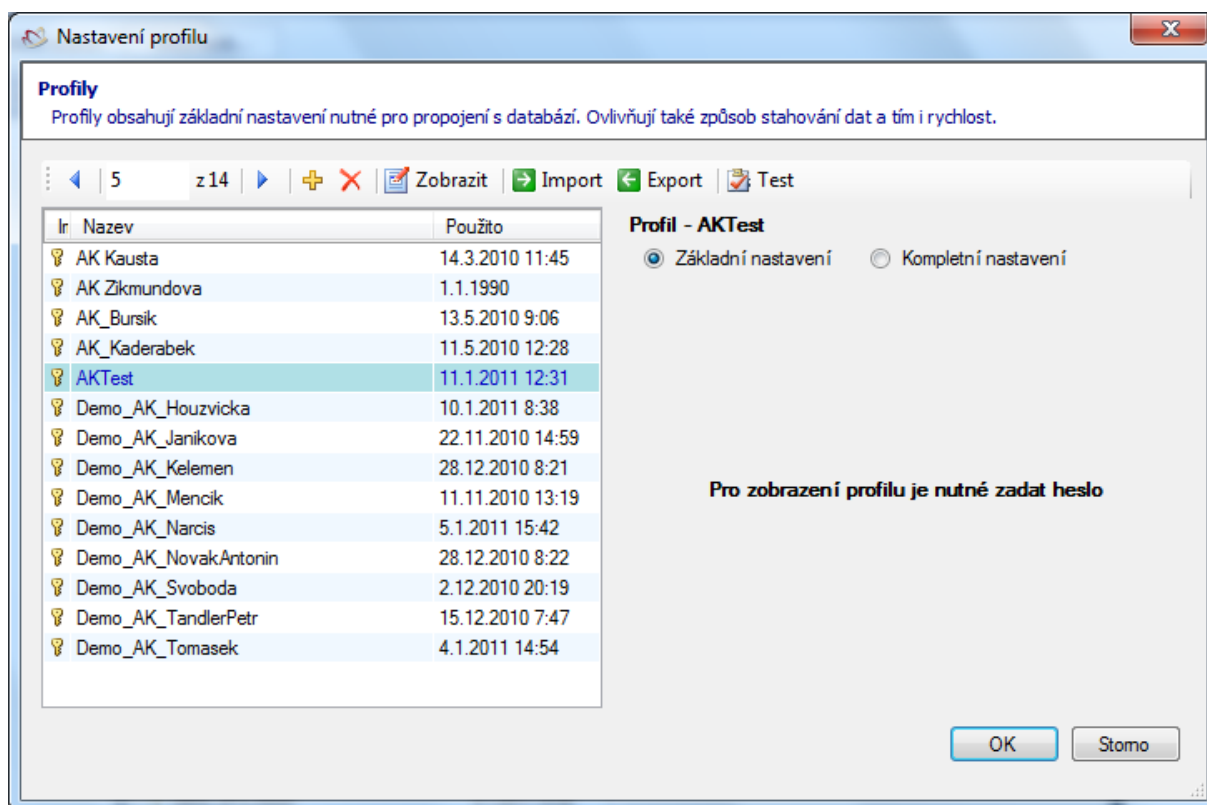 Nastavení profilu
Profily
Profily obsahují základní nastavení nutné pro propojení s databází. Ovlivňují také způsob stahování dat a tím i rychlost.
5 z 14 Zobrazit Import Export Test
Ir Nazev Použito
AK Kausta 14.3.2010 11:45
AK Zikmundova 1.1.1990
AK_Bursik 13.5.2010 9:06
AK_Kaderabek 11.5.2010 12:28
AKTest 11.1.2011 12:31
Demo_AK_Houzvicka 10.1.2011 8:38
Demo_AK_Janikova 22.11.2010 14:59
Demo_AK_Kelemen 28.12.2010 8:21
Demo_AK_Mencik 11.11.2010 13:19
Demo_AK_Narcis 5.1.2011 15:42
Demo_AK_NovakAntonin 28.12.2010 8:22
Demo_AK_Svoboda 2.12.2010 20:19
Demo_AK_TandlerPetr 15.12.2010 7:47
Demo_AK_Tomasek 4.1.2011 14:54
Profil - AKTest
Základní nastavení Kompletní nastavení
Pro zobrazení profilu je nutné zadat heslo
OK Storno